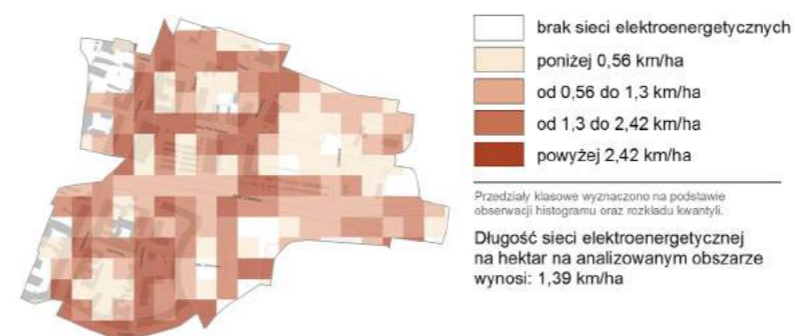 brak sieci elektroenergetycznych
poniżej 0,56 km/ha
od 0,56 do 1,3 km/ha
od 1,3 do 2,42 km/ha
powyżej 2,42 km/ha
Przedziały klasowe wyznaczono na podstawie
obserwacji histogramu oraz rozkładu kwantyli.
Długość sieci elektroenergetycznej
na hektar na analizowanym obszarze
wynosi: 1,39 km/ha